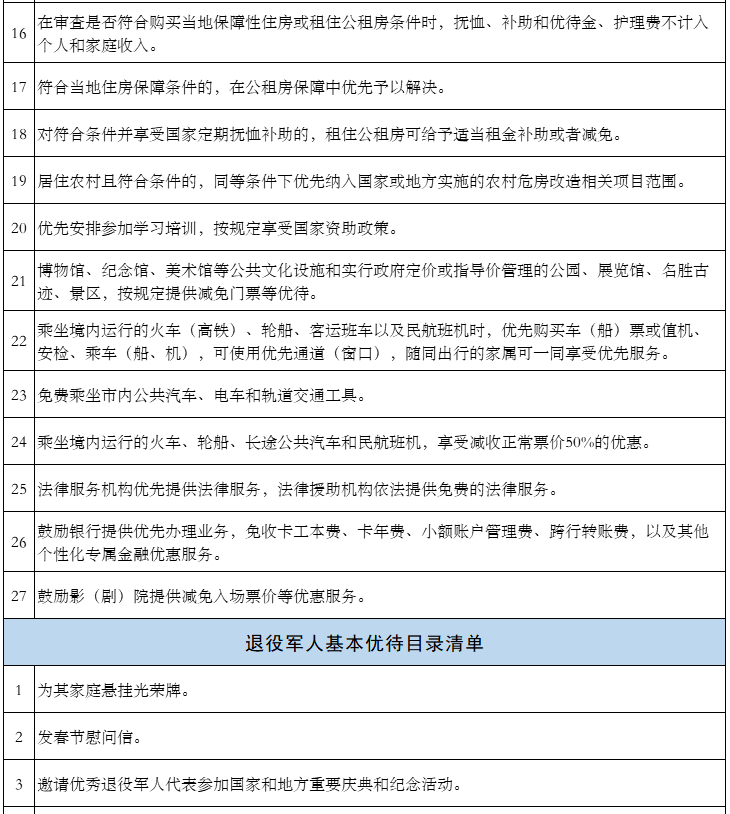 16 在审查是否符合购买当地保障性住房或租住公租房条件时，抚恤、补助和优待金、护理费不计入
个人和家庭收入。
17 符合当地住房保障条件的，在公租房保障中优先予以解决。
18 对符合条件并享受国家定期抚恤补助的，租住公租房可给予适当租金补助或者减免。
19 居住农村且符合条件的，同等条件下优先纳入国家或地方实施的农村危房改造相关项目范围。
20 优先安排参加学习培训，按规定享受国家资助政策。
21 博物馆、纪念馆、美术馆等公共文化设施和实行政府定价或指导价管理的公园、展览馆、名胜古
迹、景区，按规定提供减免门票等优待。
22 乘坐境内运行的火车（高铁）、轮船、客运班车以及民航班机时，优先购买车（船）票或值机、
安检、乘车（船、机），可使用优先通道（窗口），随同出行的家属可一同享受优先服务。
23 免费乘坐市内公共汽车、电车和轨道交通工具。
24 乘坐境内运行的火车、轮船、长途公共汽车和民航班机，享受减收正常票价50%的优惠。
25 法律服务机构优先提供法律服务，法律援助机构依法提供免费的法律服务。
26 鼓励银行提供优先办理业务，免收卡工本费、卡年费、小额账户管理费、跨行转账费，以及其他
个性化专属金融优惠服务。
27 鼓励影（剧）院提供减免入场票价等优惠服务。
退役军人基本优待目录清单
1 为其家庭悬挂光荣牌。
2 发春节慰问信。
3 邀请优秀退役军人代表参加国家和地方重要庆典和纪念活动。